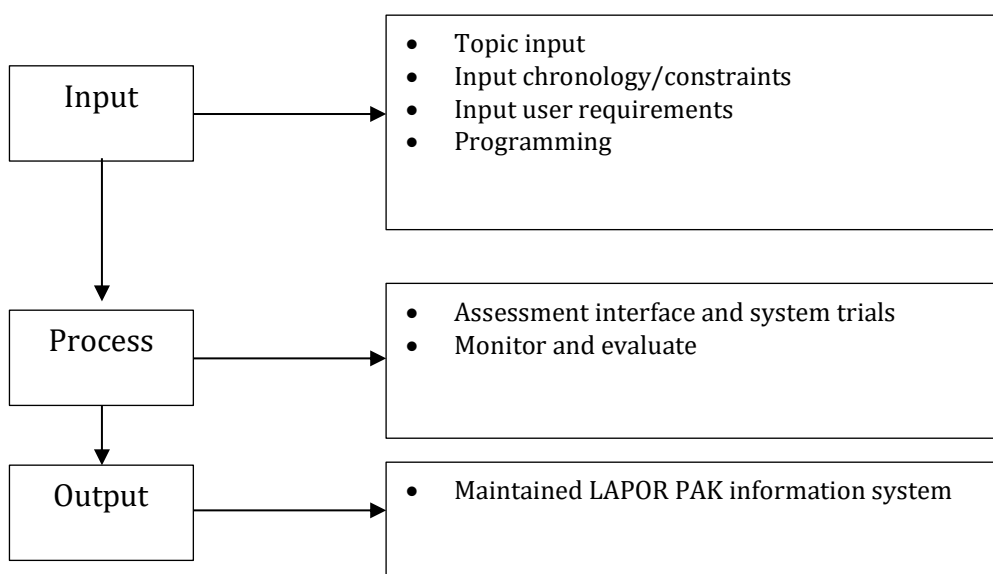 Input
• Topic input
• Input chronology/constraints
• Input user requirements
• Programming
Process
• Assessment interface and system trials
• Monitor and evaluate
Output
• Maintained LAPOR PAK information system